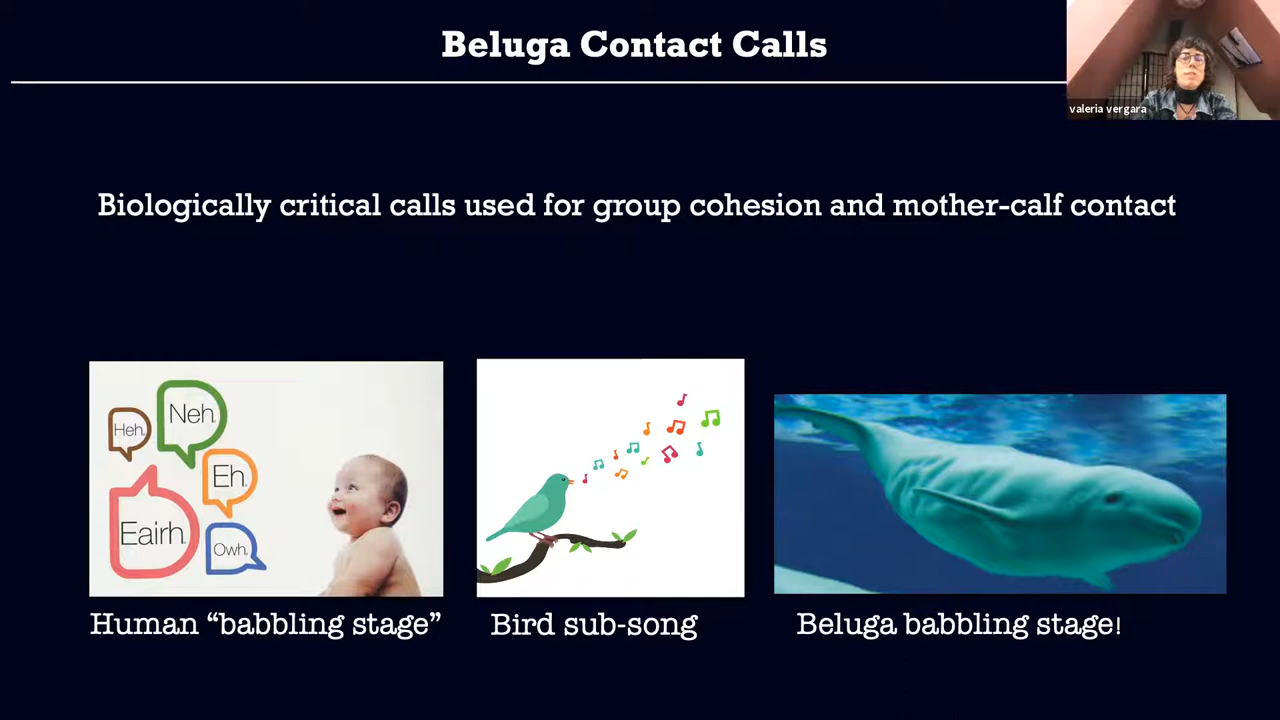 Beluga Contact Calls
valeria vergara
Biologically critical calls used for group cohesion and mother-calf contact
Heh.
Neh.
Eh.
Eairh.
Owh.
Human “babbling stage”
Bird sub-song
Beluga babbling stage!